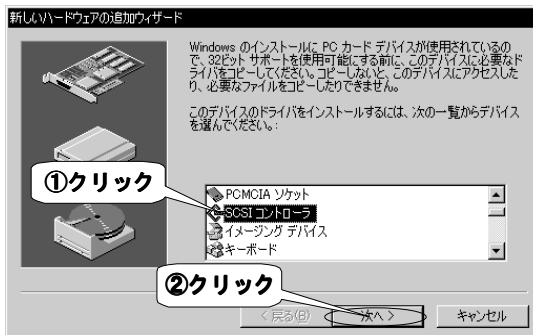 新しいハードウェアの追加ウィザード
Windows のインストールに PC カード デバイスが使用されているの
で、32ビット サポートを使用可能にする前に、このデバイスに必要なド
ライバをコピーしてください。コピーしないと、このデバイスにアクセスした
り、必要なファイルをコピーしたりできません。
このデバイスのドライバをインストールするには、次の一覧からデバイス
を選んでください。:
①クリック
PCMCIA ソケット
SCSI コントローラ
イメージング デバイス
キーボード
②クリック
< 戻る(B)
次へ >
キャンセル